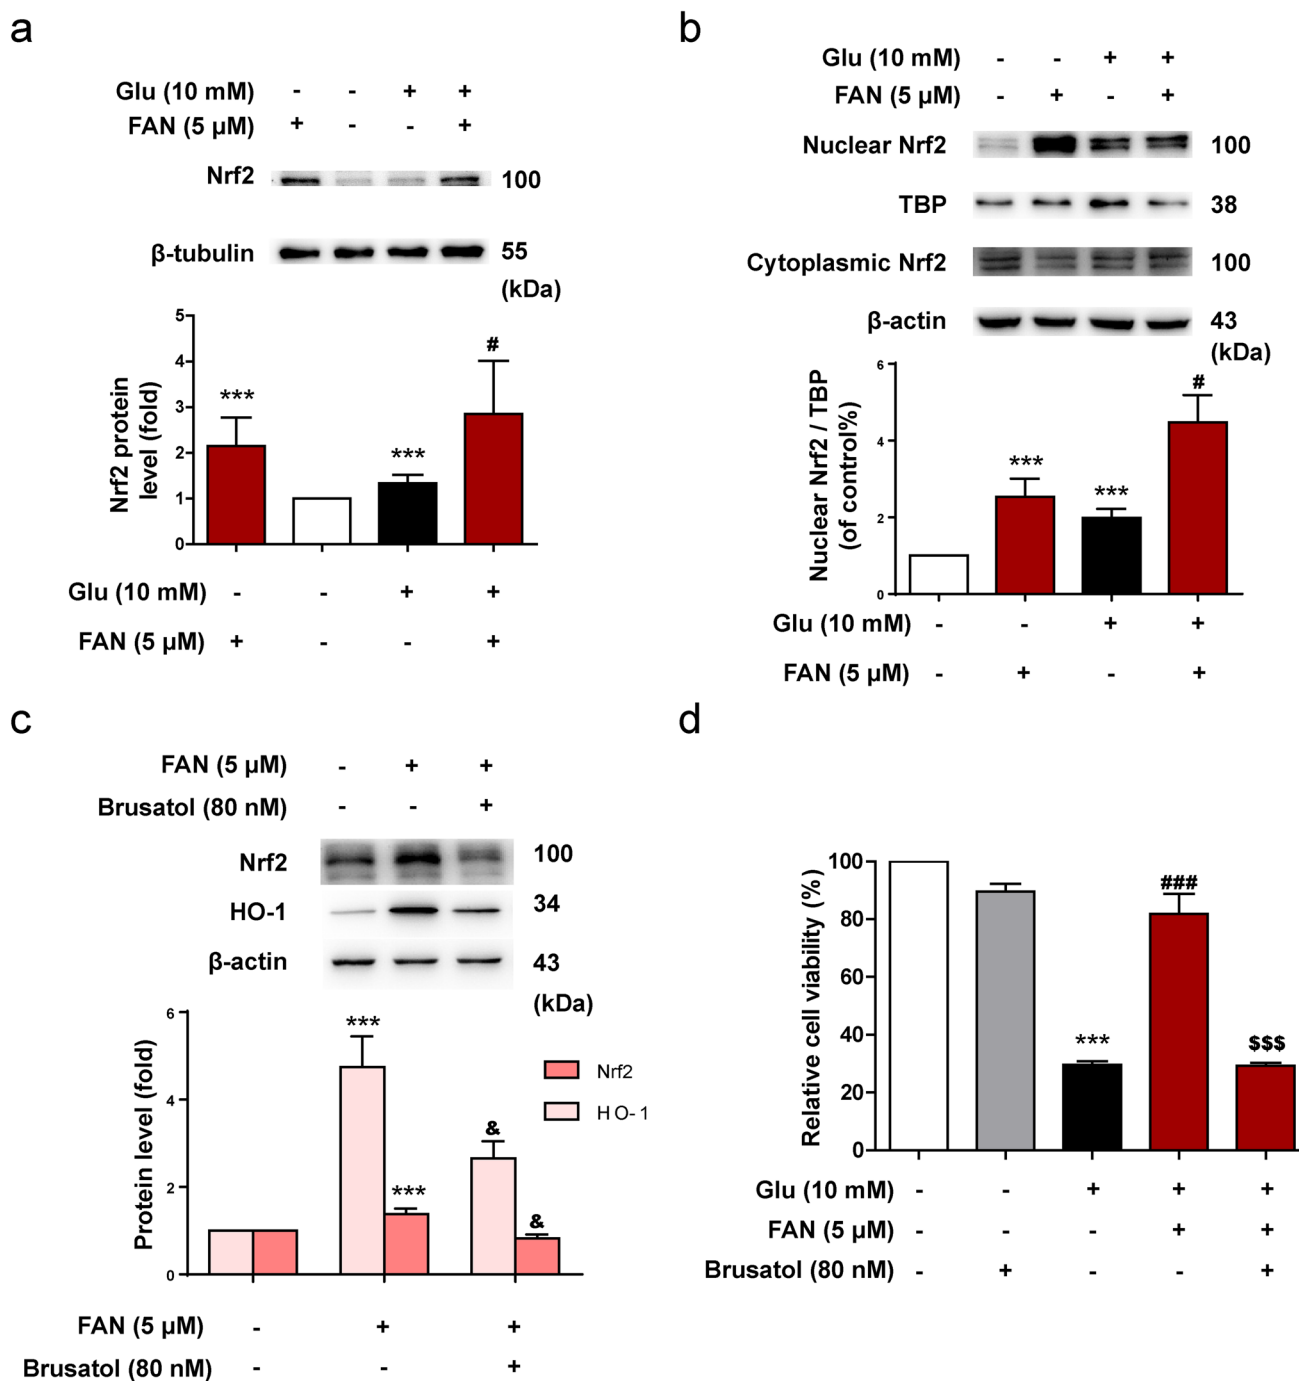 a
Glu (10 mM) - - + +
FAN (5 μM) + - - +
Nrf2 100
β-tubulin 55
(kDa)
Nrf2 protein
level (fold)
5
4
3
2
1
0
***
***
#
Glu (10 mM) - - + +
FAN (5 μM) + - - +
b
Glu (10 mM) - - + +
FAN (5 μM) - + - +
Nuclear Nrf2 100
TBP 38
Cytoplasmic Nrf2 100
β-actin 43
(kDa)
Nuclear Nrf2 / TBP
(of control%)
6
4
2
0
***
***
#
Glu (10 mM) - - + +
FAN (5 μM) - + - +
c
FAN (5 μM) - + +
Brusatol (80 nM) - - +
Nrf2 100
HO-1 34
β-actin 43
(kDa)
Protein level (fold)
6
4
2
0
***
***
&
&
Nrf2
HO-1
FAN (5 μM) - + +
Brusatol (80 nM) - - +
d
Relative cell viability (%)
100
80
60
40
20
0
***
###
$$$
Glu (10 mM) - - + + +
FAN (5 μM) - - - + +
Brusatol (80 nM) - + - - +